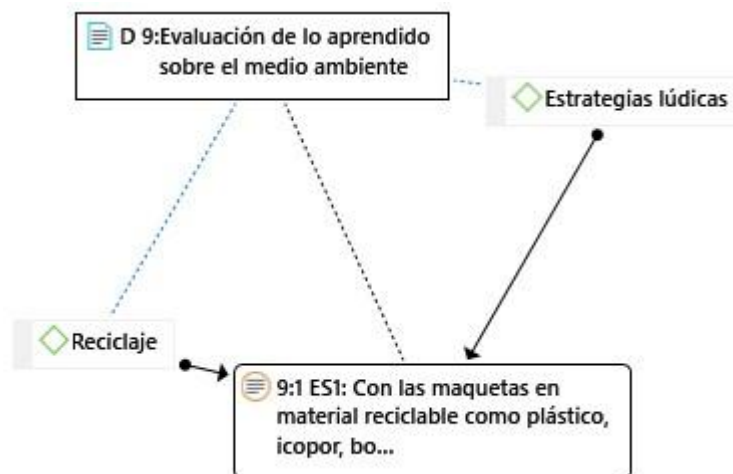 D 9:Evaluación de lo aprendido
sobre el medio ambiente
Estrategias lúdicas
Reciclaje
9:1 ES1: Con las maquetas en
material reciclable como plástico,
icopor, bo...